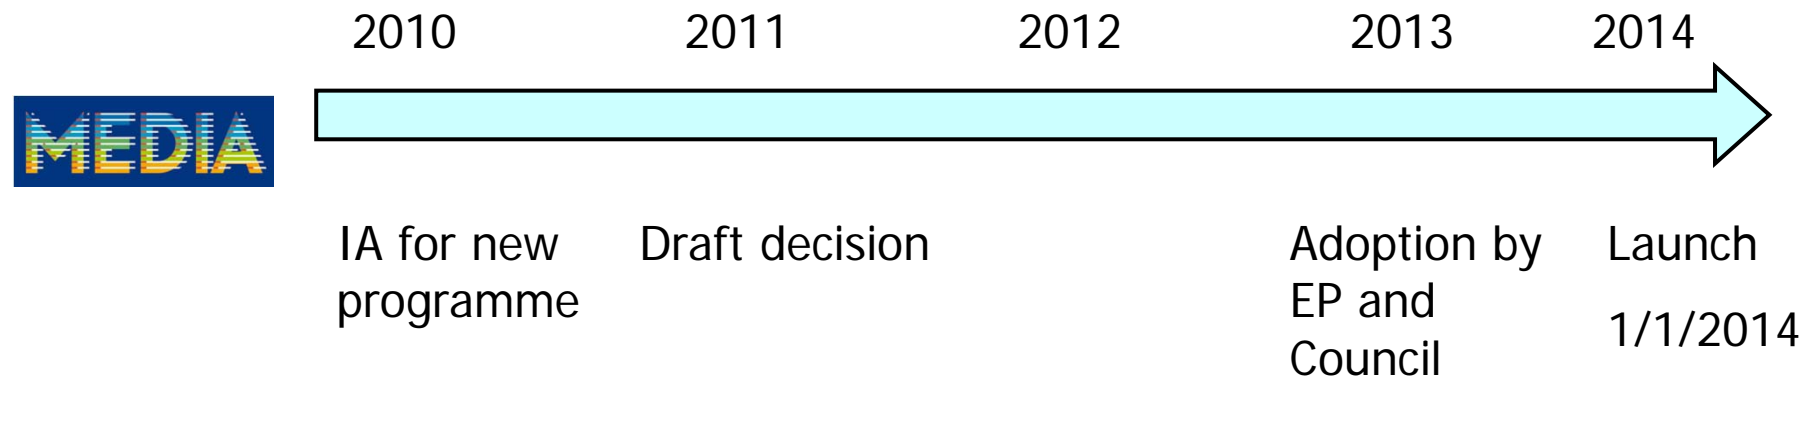 2010 2011 2012 2013 2014
MEDIA
IA for new
programme
Draft decision
Adoption by
EP and
Council
Launch
1/1/2014